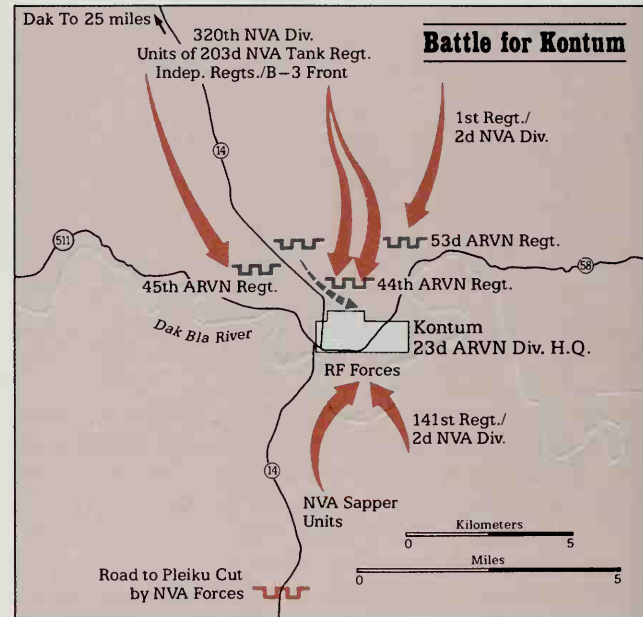 Dak To 25 miles
320th NVA Div.
Units of 203d NVA Tank Regt.
Indep. Regts./B–3 Front
Battle for Kontum
1st Regt./
2d NVA Div.
14
511
53d ARVN Regt.
58
45th ARVN Regt.
44th ARVN Regt.
Dak Bla River
Kontum
23d ARVN Div. H.Q.
RF Forces
141st Regt./
2d NVA Div.
14
NVA Sapper
Units
Kilometers
0 5
Miles
0 5
Road to Pleiku Cut
by NVA Forces